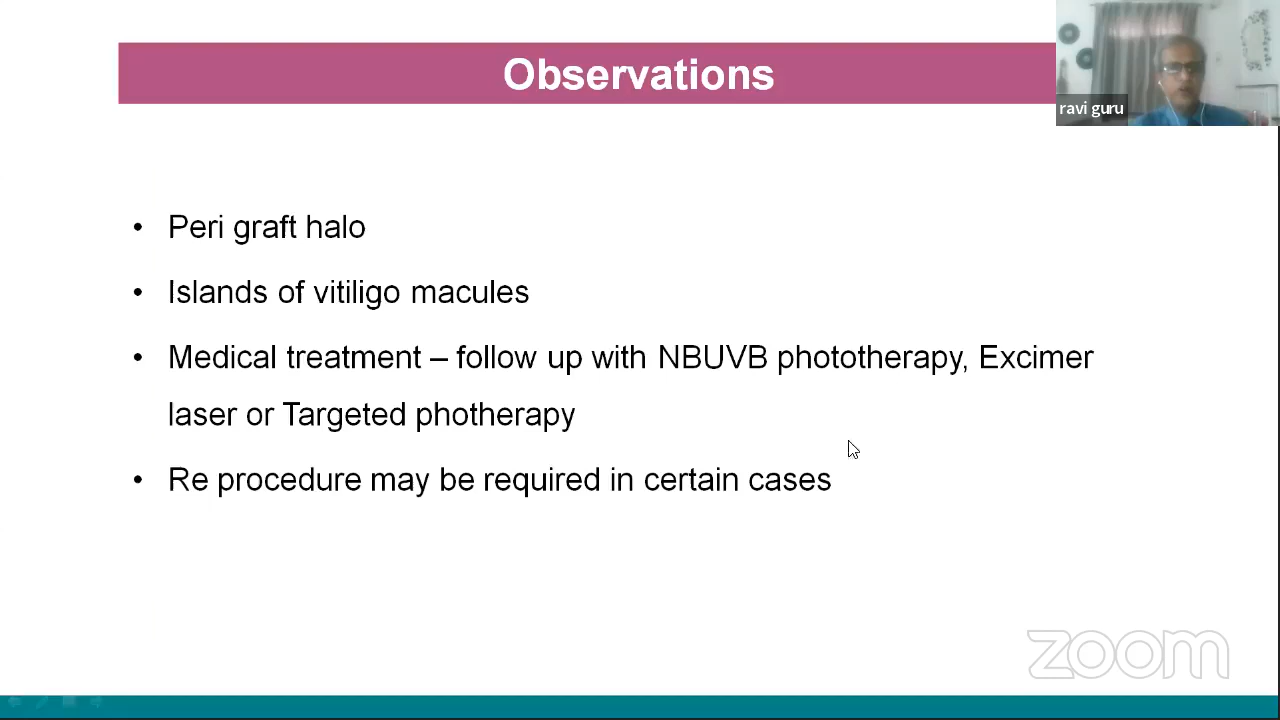 Observations
ravi guru
• Peri graft halo
• Islands of vitiligo macules
• Medical treatment – follow up with NBUVB phototherapy, Excimer
laser or Targeted photherapy
• Re procedure may be required in certain cases
zoom